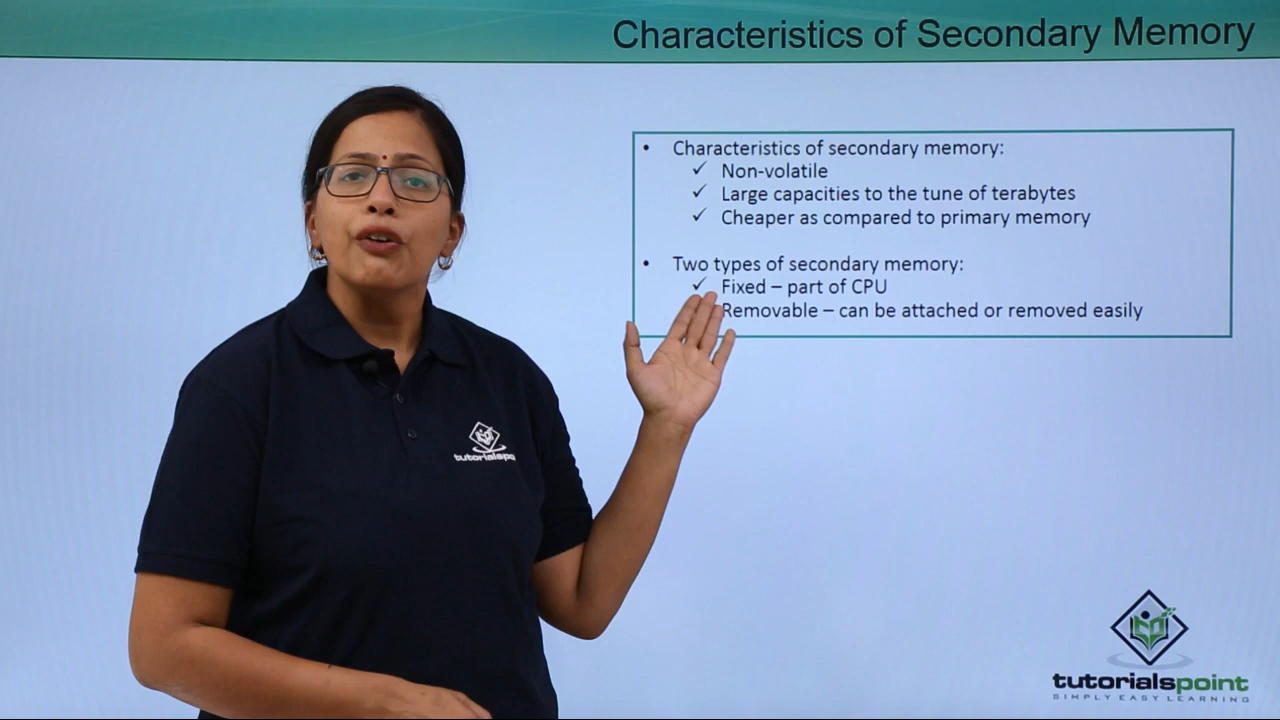 Characteristics of Secondary Memory
• Characteristics of secondary memory:
✓ Non-volatile
✓ Large capacities to the tune of terabytes
✓ Cheaper as compared to primary memory
• Two types of secondary memory:
✓ Fixed – part of CPU
Removable – can be attached or removed easily
tutorialspo
tutorialspoint
SIMPLY EASY LEARNING